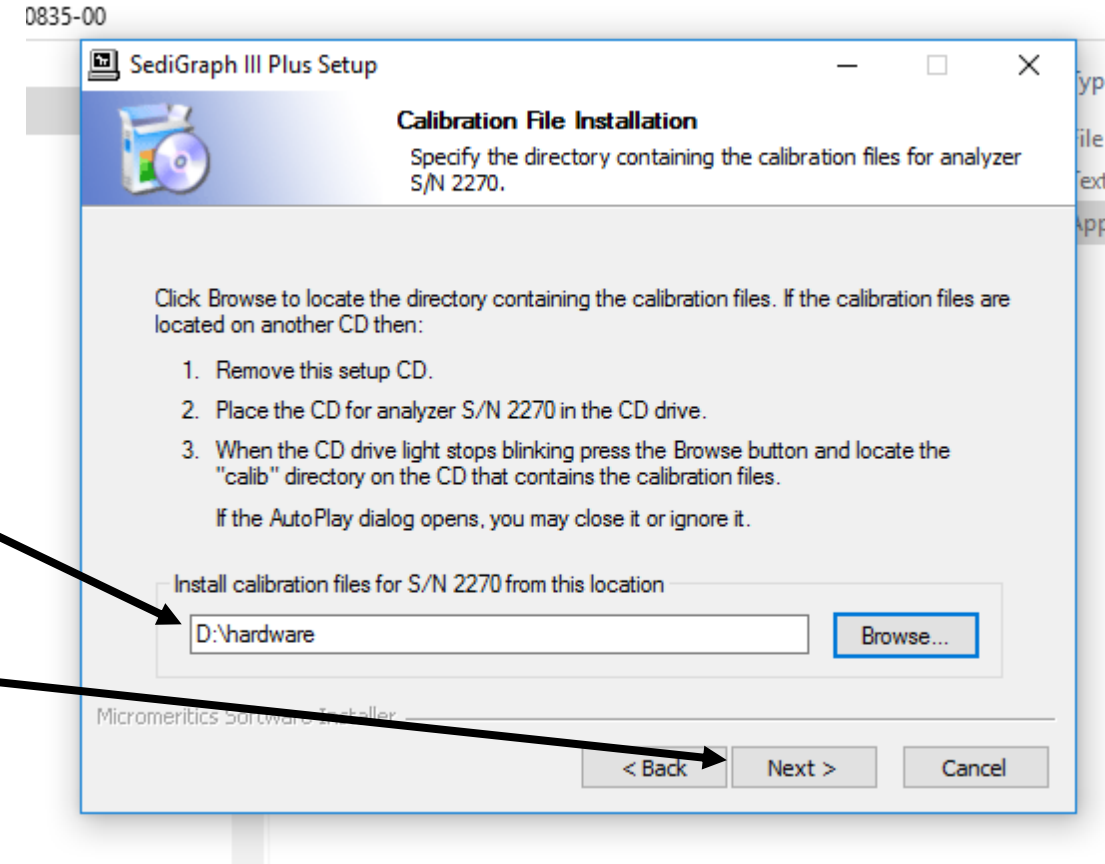 0835-00
SediGraph III Plus Setup
Calibration File Installation
Specify the directory containing the calibration files for analyzer
S/N 2270.
Click Browse to locate the directory containing the calibration files. If the calibration files are
located on another CD then:
1. Remove this setup CD.
2. Place the CD for analyzer S/N 2270 in the CD drive.
3. When the CD drive light stops blinking press the Browse button and locate the
"calib" directory on the CD that contains the calibration files.
If the AutoPlay dialog opens, you may close it or ignore it.
Install calibration files for S/N 2270 from this location
D:\hardware
Browse...
Micromeritics Software Installer
< Back
Next >
Cancel